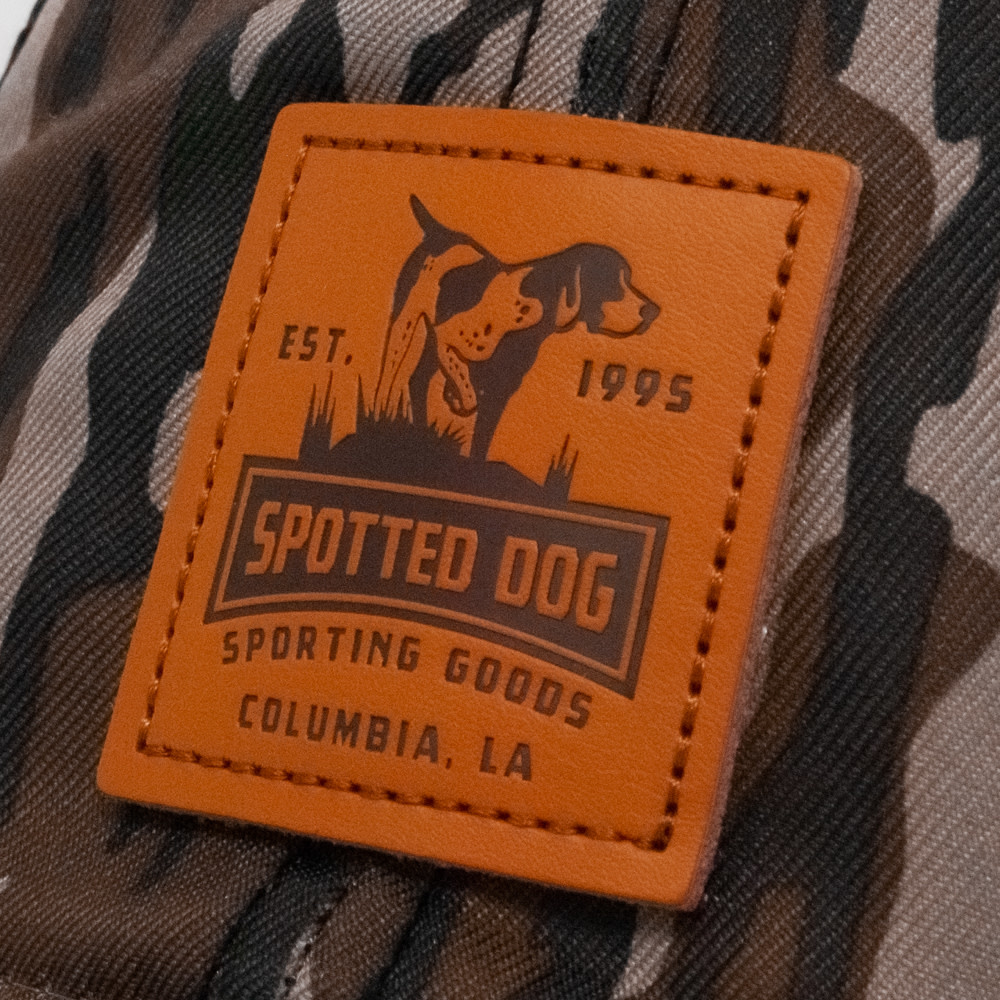 EST. 1995
SPOTTED DOG
SPORTING GOODS
COLUMBIA, LA